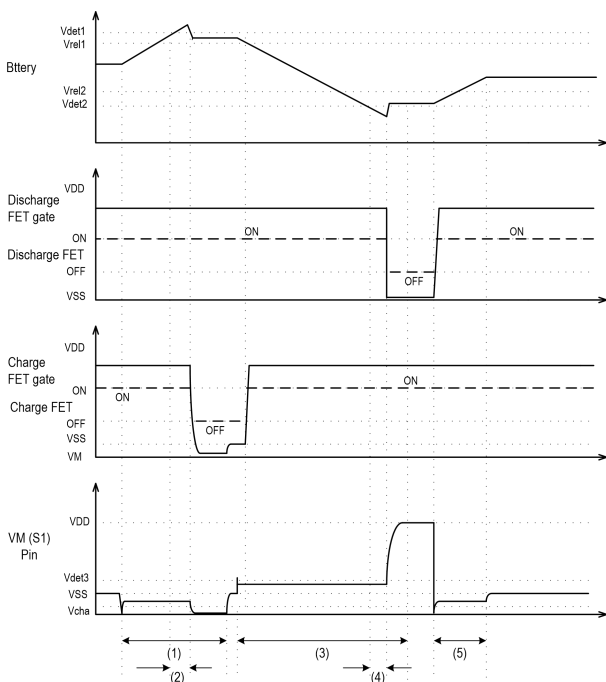 Vdet1
Vrel1
Bttery
Vrel2
Vdet2
VDD
Discharge
FET gate
ON
ON
ON
Discharge FET
OFF
OFF
VSS
VDD
Charge
FET gate
ON
ON
ON
Charge FET
OFF
OFF
VSS
VM
VDD
VM (S1)
Pin
Vdet3
VSS
Vcha
(1)
(3)
(5)
(2)
(4)